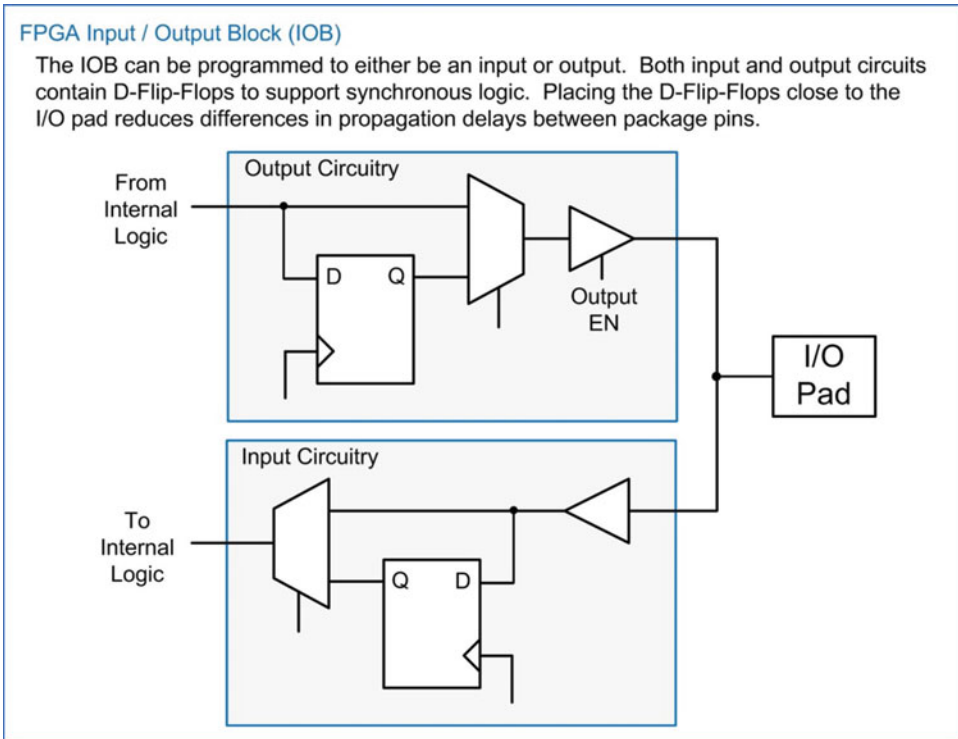 FPGA Input / Output Block (IOB)
The IOB can be programmed to either be an input or output. Both input and output circuits
contain D-Flip-Flops to support synchronous logic. Placing the D-Flip-Flops close to the
I/O pad reduces differences in propagation delays between package pins.
Output Circuitry
From
Internal
Logic
D Q
Output
EN
I/O
Pad
Input Circuitry
To
Internal
Logic
Q D